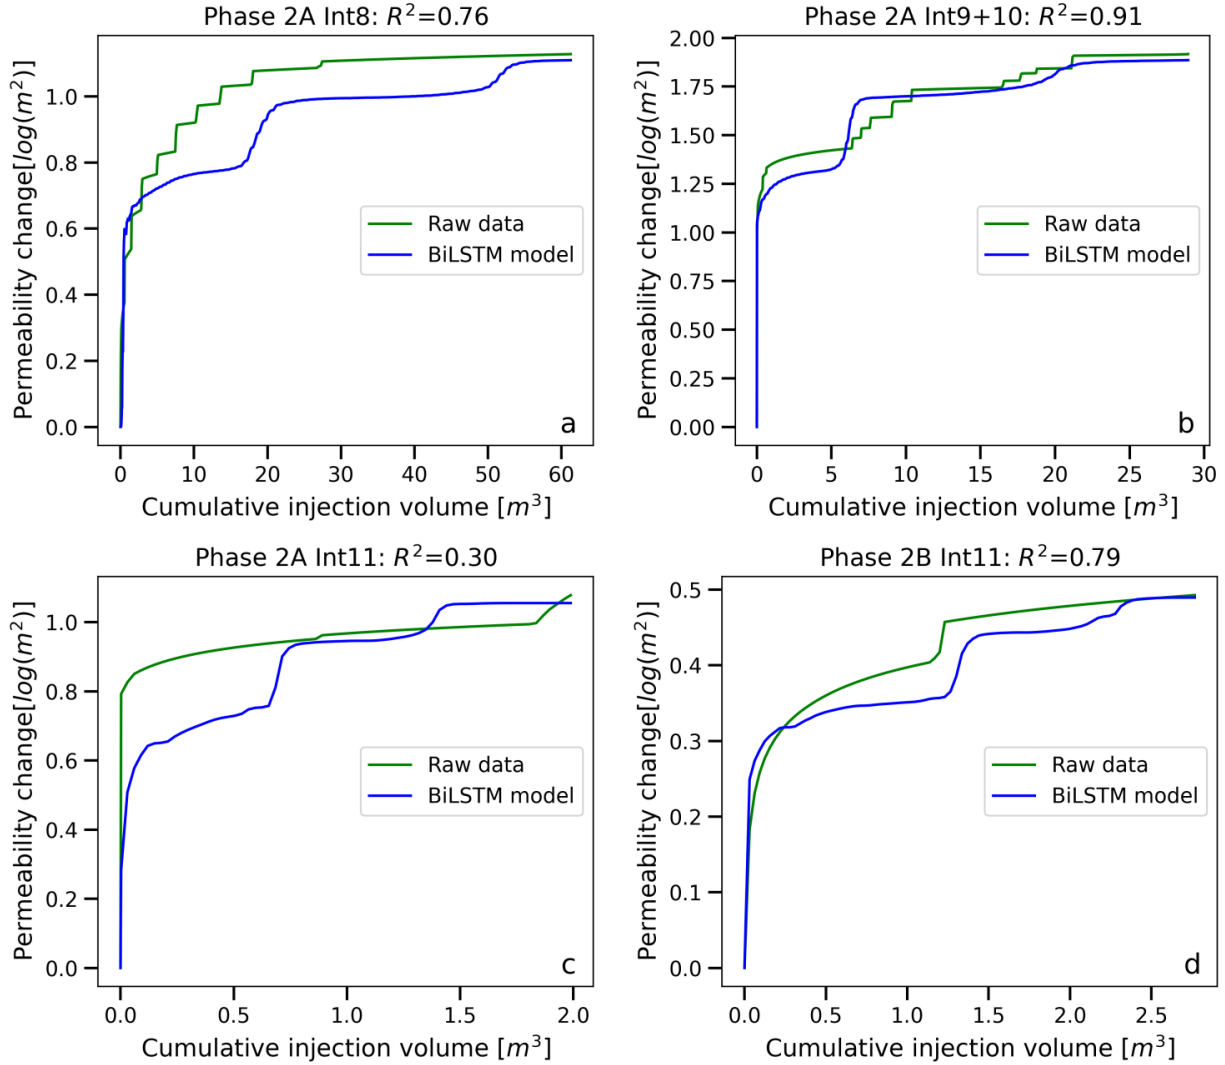 Phase 2A Int8: R²=0.76
Permeability change[log(m²)]
1.0
0.8
0.6
0.4
0.2
0.0
Raw data
BiLSTM model
a
0 10 20 30 40 50 60
Cumulative injection volume [m³]
Phase 2A Int9+10: R²=0.91
Permeability change[log(m²)]
2.00
1.75
1.50
1.25
1.00
0.75
0.50
0.25
0.00
Raw data
BiLSTM model
b
0 5 10 15 20 25 30
Cumulative injection volume [m³]
Phase 2A Int11: R²=0.30
Permeability change[log(m²)]
1.0
0.8
0.6
0.4
0.2
0.0
Raw data
BiLSTM model
c
0.0 0.5 1.0 1.5 2.0
Cumulative injection volume [m³]
Phase 2B Int11: R²=0.79
Permeability change[log(m²)]
0.5
0.4
0.3
0.2
0.1
0.0
Raw data
BiLSTM model
d
0.0 0.5 1.0 1.5 2.0 2.5
Cumulative injection volume [m³]